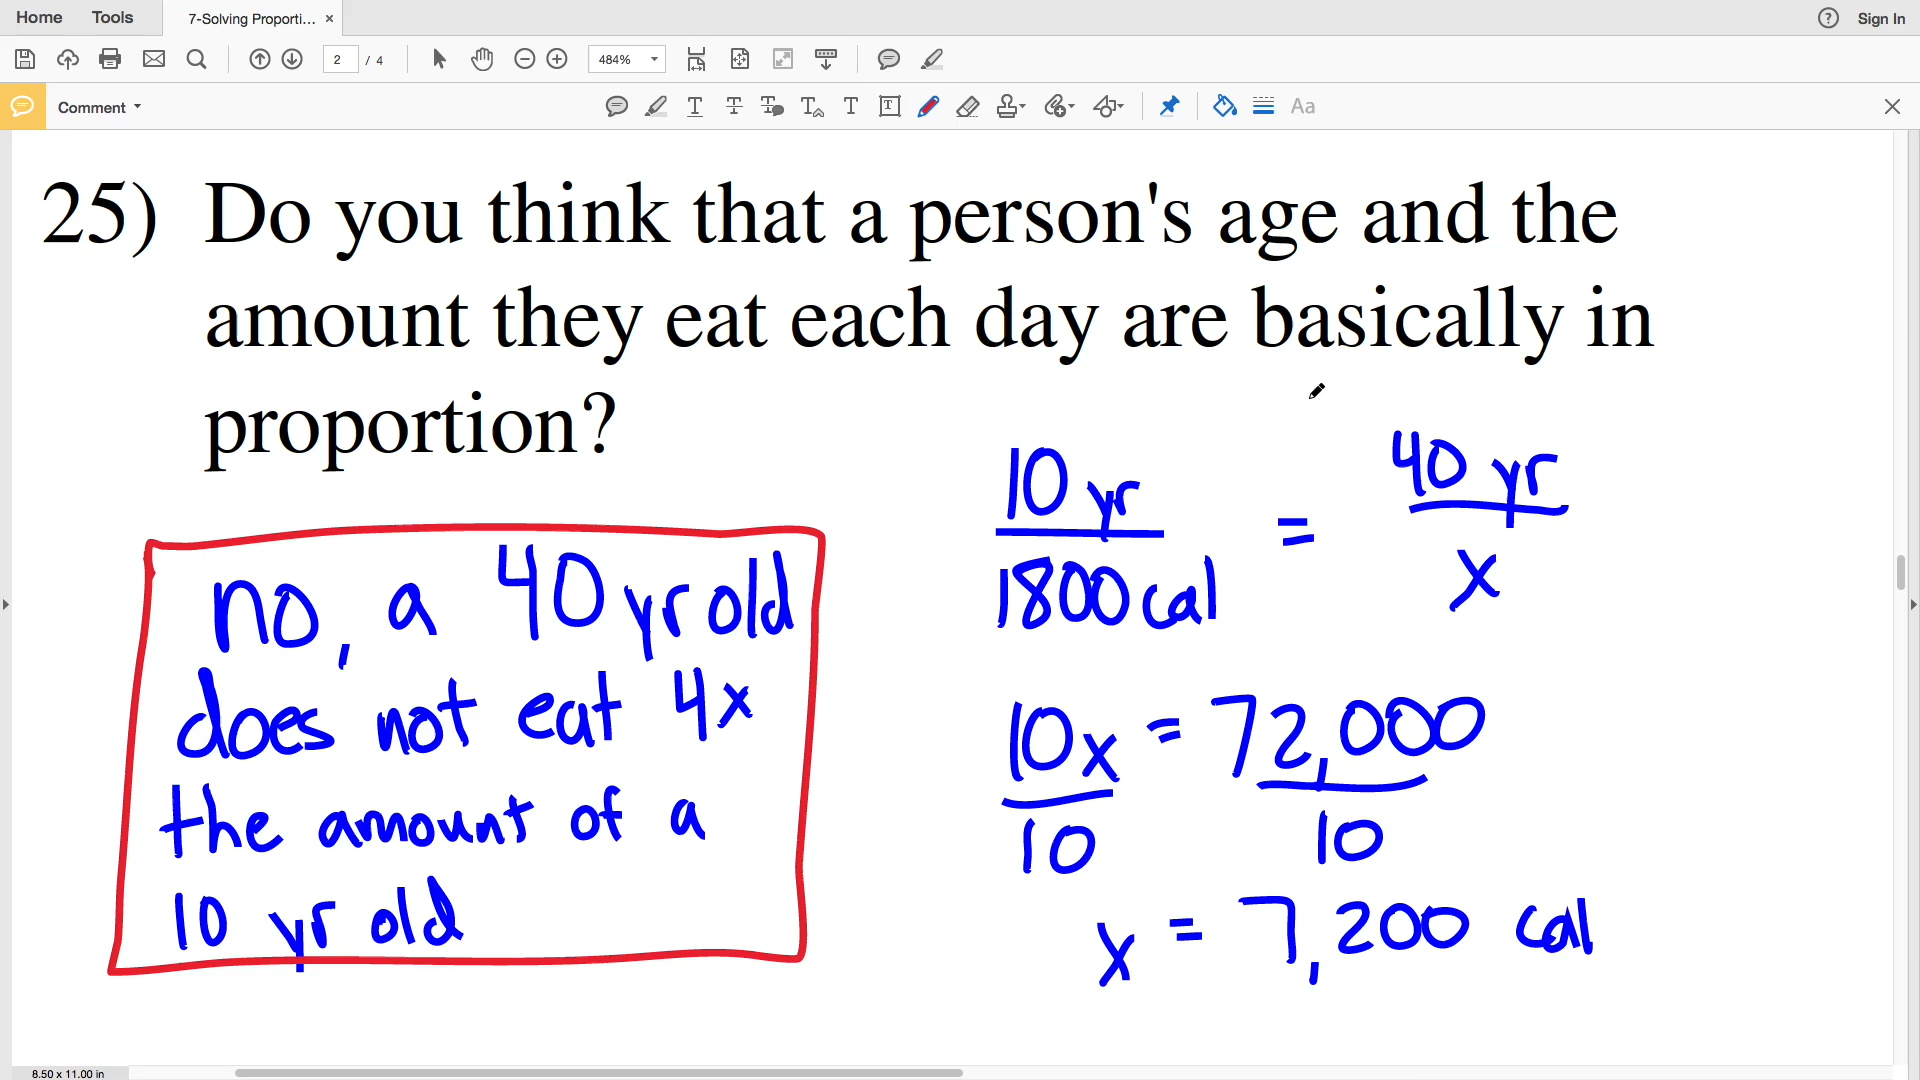 Home Tools 7-Solving Proporti... × Sign In
2 / 4 484%
Comment Aa
25) Do you think that a person's age and the
amount they eat each day are basically in
proportion?
10 yr = 40 yr
1800 cal x
no, a 40 yr old
does not eat 4x
the amount of a
10 yr old
10x = 72,000
10 10
x = 7,200 cal
8.50 x 11.00 in